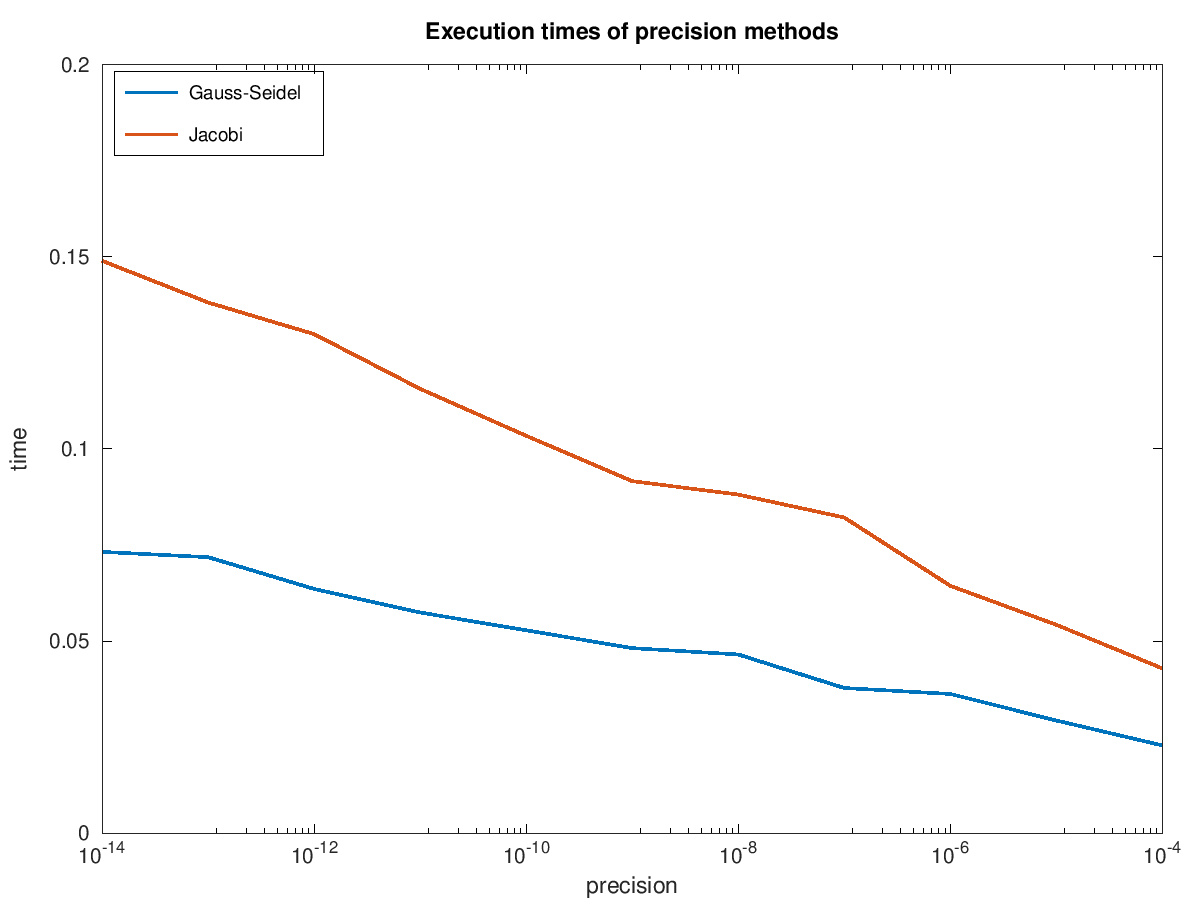 Execution times of precision methods
Gauss-Seidel
Jacobi
0.2
0.15
0.1
0.05
0
time
10^-14 10^-12 10^-10 10^-8 10^-6 10^-4
precision